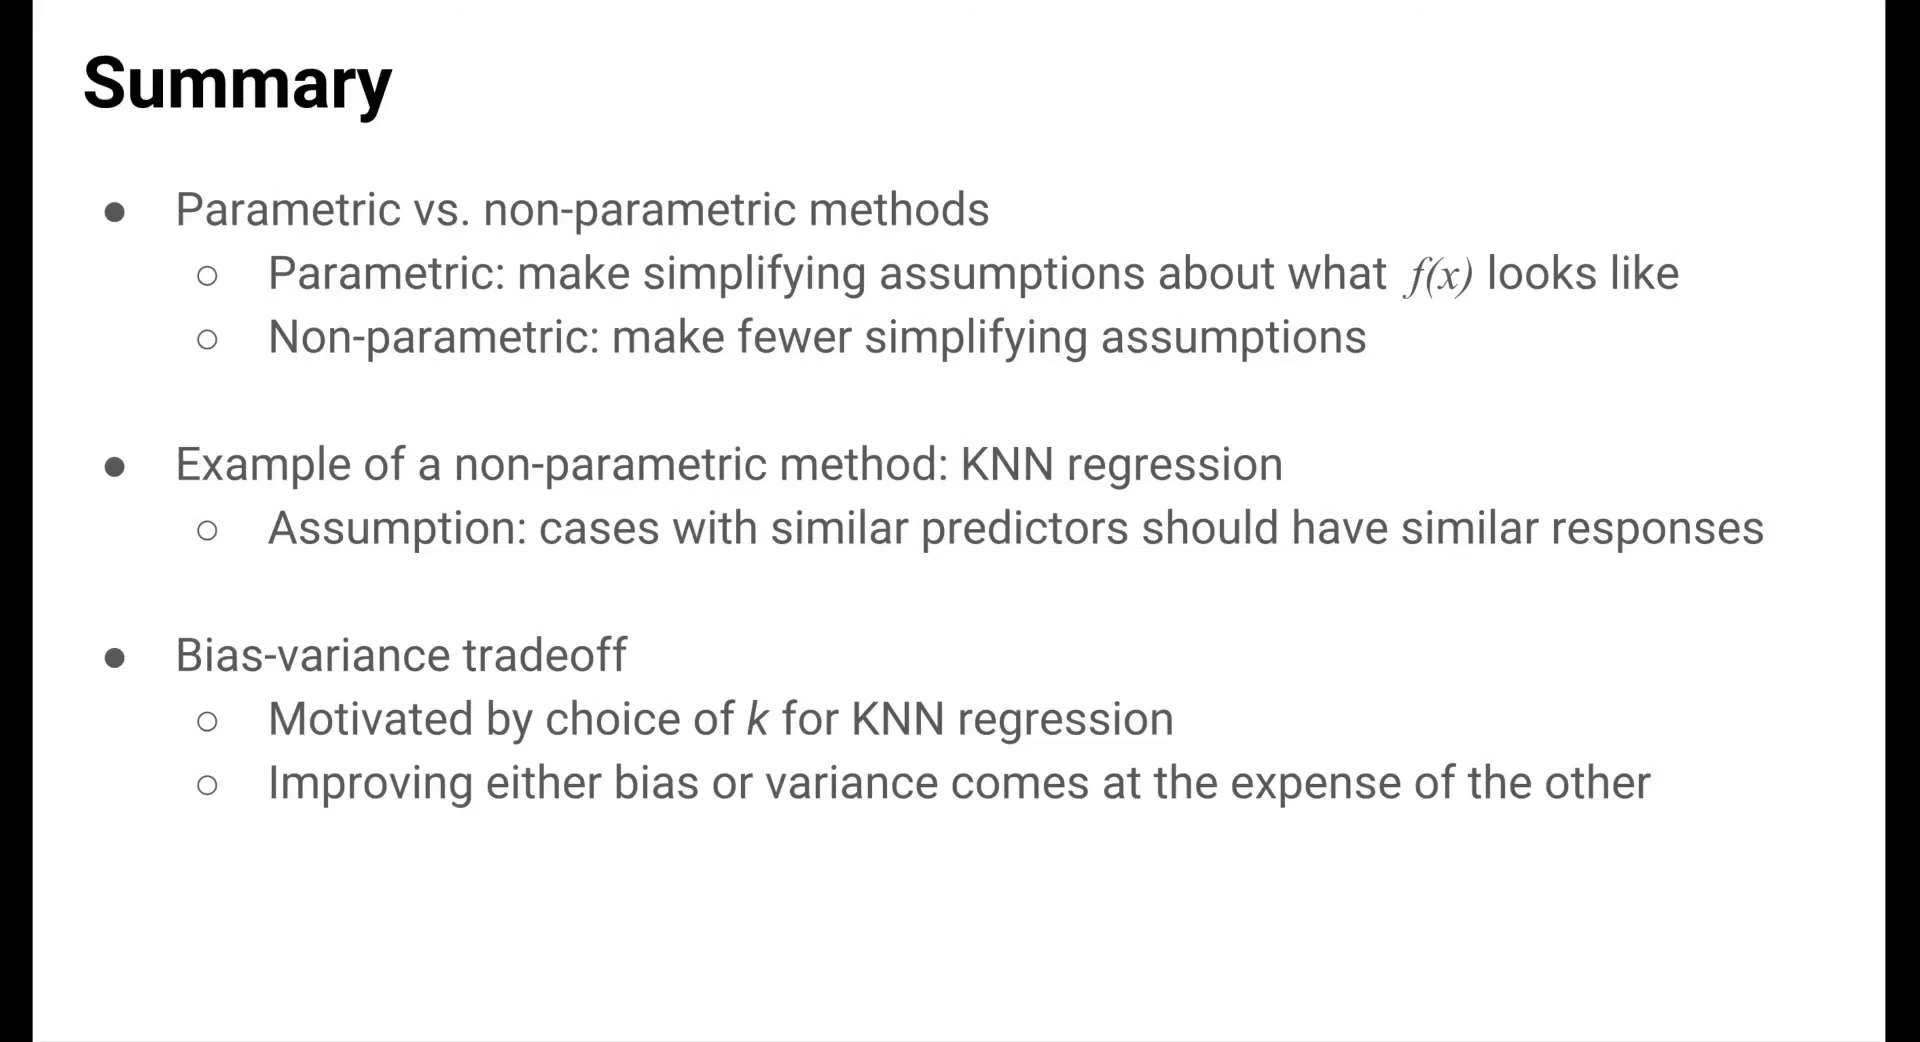 Summary
● Parametric vs. non-parametric methods
○ Parametric: make simplifying assumptions about what f(x) looks like
○ Non-parametric: make fewer simplifying assumptions
● Example of a non-parametric method: KNN regression
○ Assumption: cases with similar predictors should have similar responses
● Bias-variance tradeoff
○ Motivated by choice of k for KNN regression
○ Improving either bias or variance comes at the expense of the other